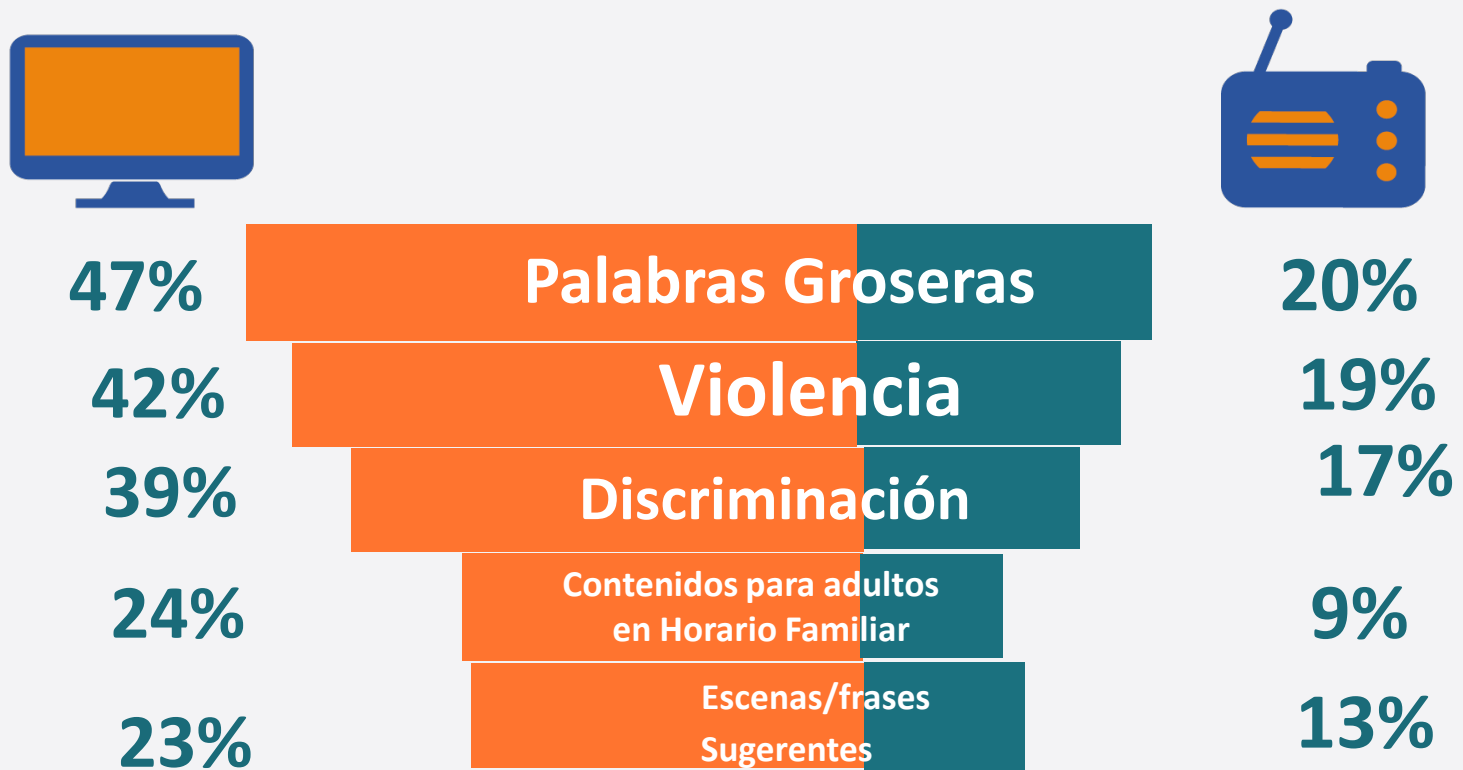 47% Palabras Groseras 20%
42% Violencia 19%
39% Discriminación 17%
24% Contenidos para adultos
en Horario Familiar 9%
23% Escenas/frases
Sugerentes 13%